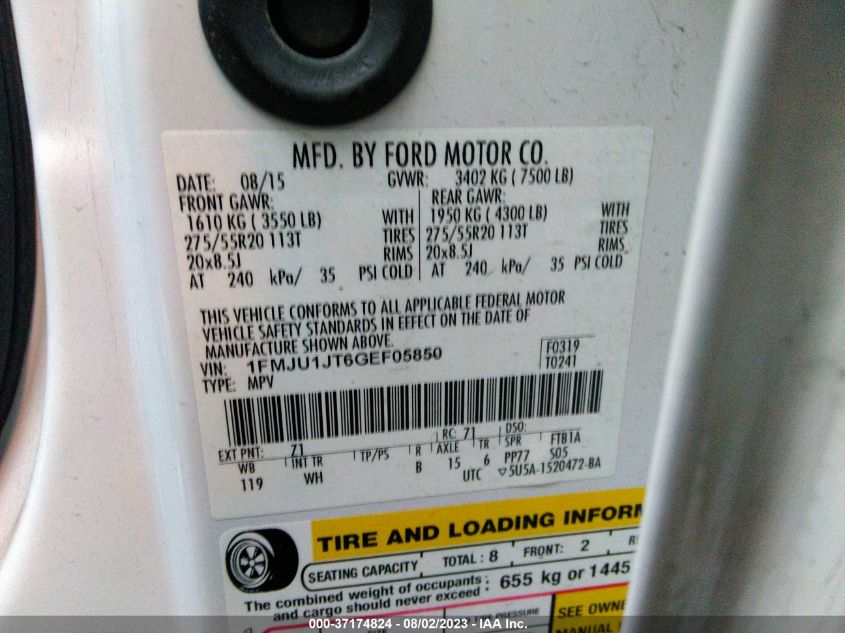 MFD. BY FORD MOTOR CO.
DATE: 08/15 GVWR: 3402 KG ( 7500 LB)
FRONT GAWR: REAR GAWR:
1610 KG ( 3550 LB) WITH 1950 KG ( 4300 LB) WITH
275/55R20 113T TIRES 275/55R20 113T TIRES
20x8.5J RIMS 20x8.5J RIMS
AT 240 kPa/ 35 PSI COLD AT 240 kPa/ 35 PSI COLD
THIS VEHICLE CONFORMS TO ALL APPLICABLE FEDERAL MOTOR
VEHICLE SAFETY STANDARDS IN EFFECT ON THE DATE OF
MANUFACTURE SHOWN ABOVE.
VIN: 1FMJU1JT6GEF05850 F0319
TYPE: MPV T0241
EXT PNT: 71 RC: 71 DSO:
WB INT TR TP/PS R AXLE TR SPR FTB1A
119 WH B 15 6 PP77 S05
UTC ▽5U5A-1520472-BA
TIRE AND LOADING INFORM
SEATING CAPACITY TOTAL: 8 FRONT: 2
The combined weight of occupants : 655 kg or 1445
and cargo should never exceed :
PRESSURE SEE OWNE
SIZE MANUAL
000-37174824 - 08/02/2023 - IAA Inc.